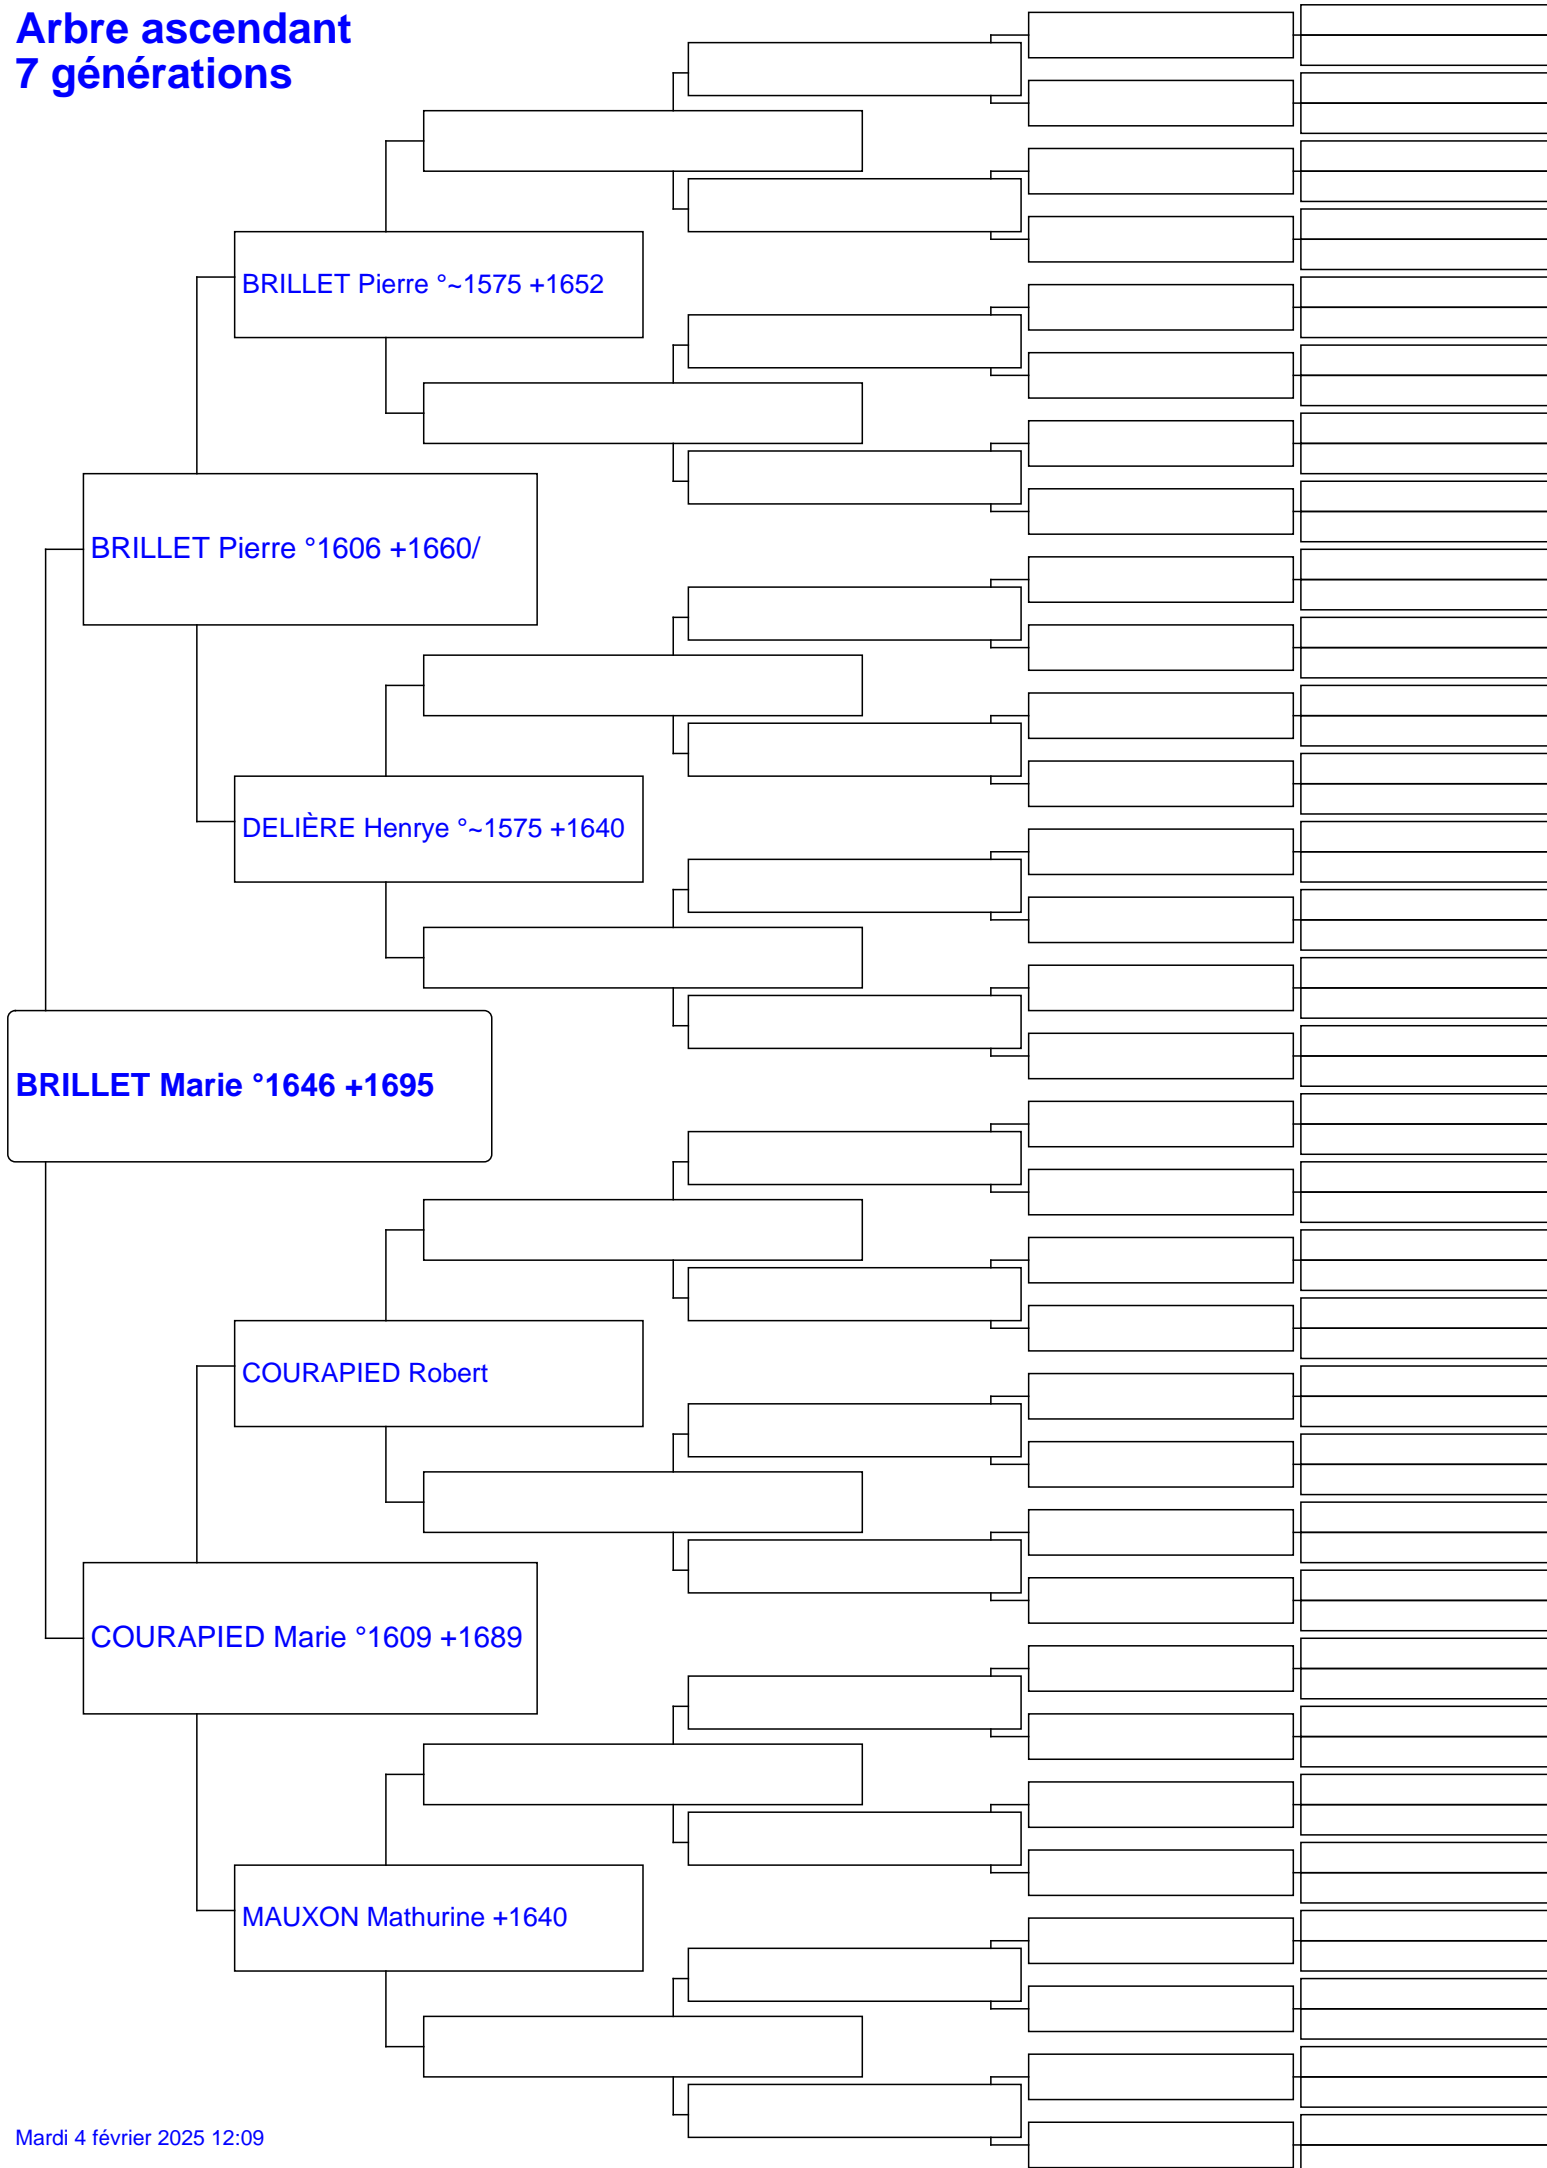 Arbre ascendant
7 générations
BRILLET Pierre °~1575 +1652
BRILLET Pierre °1606 +1660/
DELIÈRE Henrye °~1575 +1640
BRILLET Marie °1646 +1695
COURAPIED Robert
COURAPIED Marie °1609 +1689
MAUXON Mathurine +1640
Mardi 4 février 2025 12:09